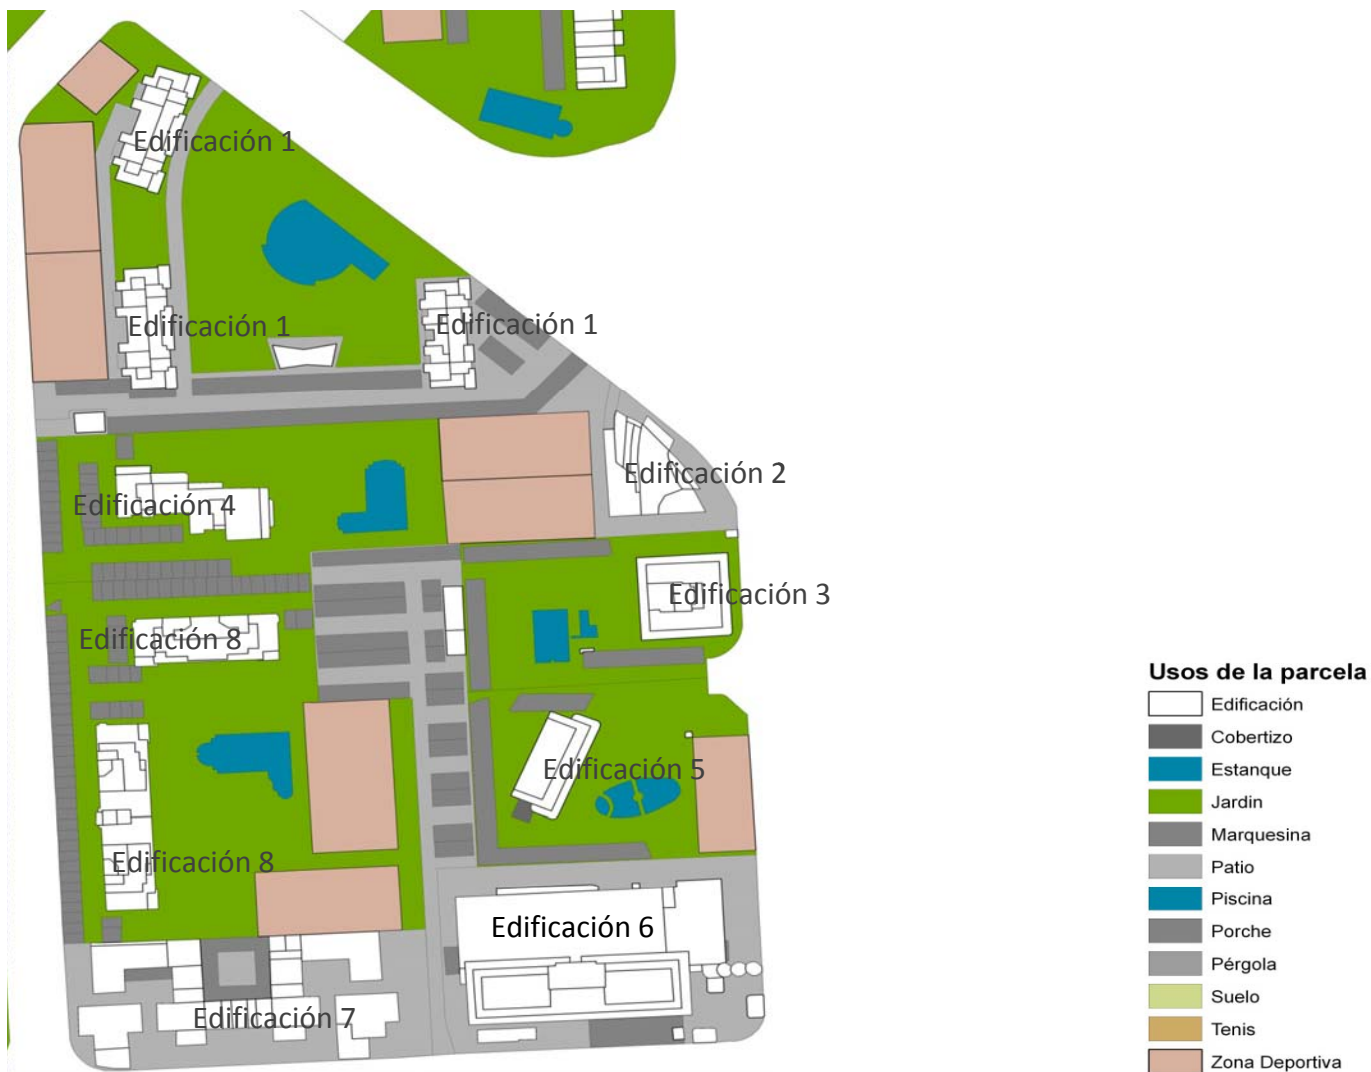 Edificación 1
Edificación 1
Edificación 1
Edificación 2
Edificación 4
Edificación 3
Edificación 8
Edificación 5
Edificación 8
Edificación 6
Edificación 7
Usos de la parcela
Edificación
Cobertizo
Estanque
Jardin
Marquesina
Patio
Piscina
Porche
Pérgola
Suelo
Tenis
Zona Deportiva